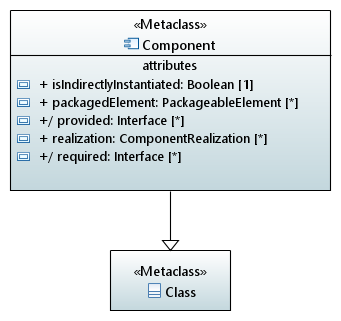 «Metaclass»
Component
attributes
+ isIndirectlyInstantiated: Boolean [1]
+ packagedElement: PackageableElement [*]
+/ provided: Interface [*]
+ realization: ComponentRealization [*]
+/ required: Interface [*]
«Metaclass»
Class